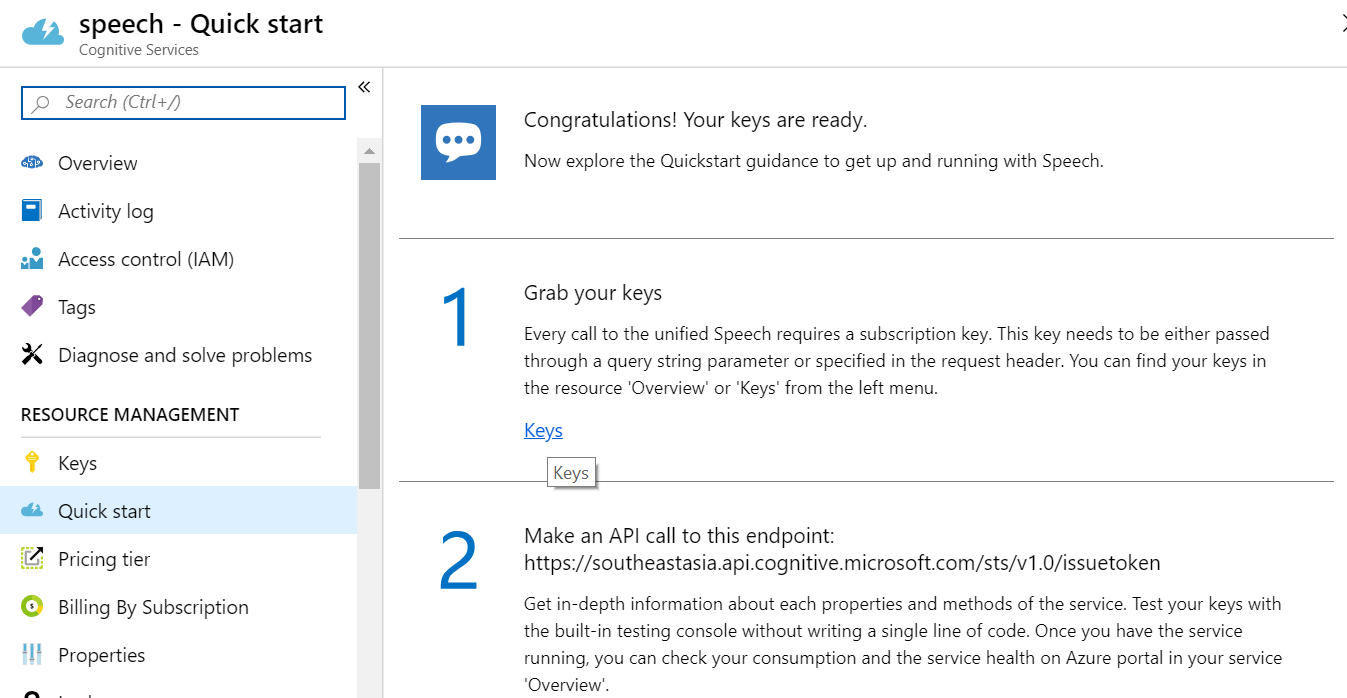 speech - Quick start
Cognitive Services
Search (Ctrl+/)
«
Overview
Activity log
Access control (IAM)
Tags
Diagnose and solve problems
RESOURCE MANAGEMENT
Keys
Quick start
Pricing tier
Billing By Subscription
Properties
Congratulations! Your keys are ready.
Now explore the Quickstart guidance to get up and running with Speech.
1
Grab your keys
Every call to the unified Speech requires a subscription key. This key needs to be either passed
through a query string parameter or specified in the request header. You can find your keys in
the resource 'Overview' or 'Keys' from the left menu.
Keys
Keys
2
Make an API call to this endpoint:
https://southeastasia.api.cognitive.microsoft.com/sts/v1.0/issuetoken
Get in-depth information about each properties and methods of the service. Test your keys with
the built-in testing console without writing a single line of code. Once you have the service
running, you can check your consumption and the service health on Azure portal in your service
'Overview'.